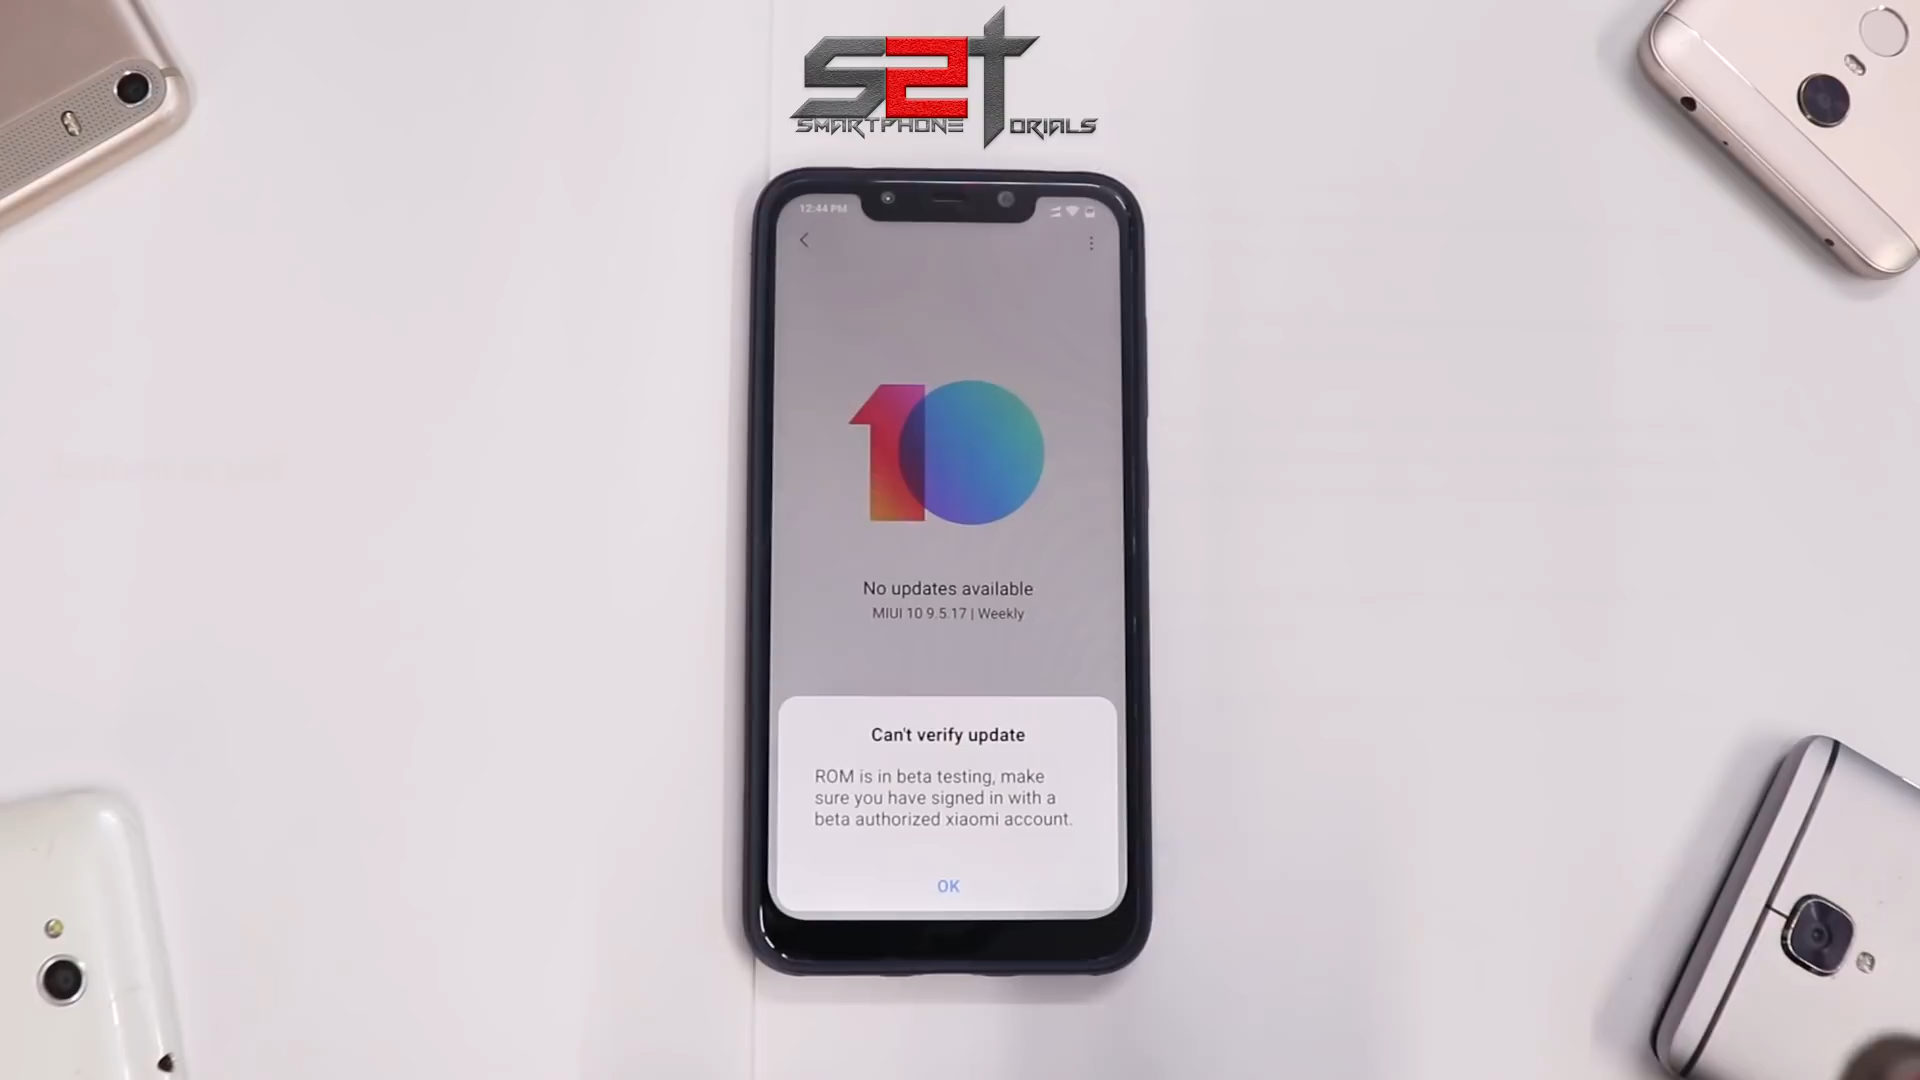 S2T
SMARTPHONE TORIALS
12:44 PM
10
No updates available
MIUI 10 9.5.17 | Weekly
Can't verify update
ROM is in beta testing, make
sure you have signed in with a
beta authorized xiaomi account.
OK